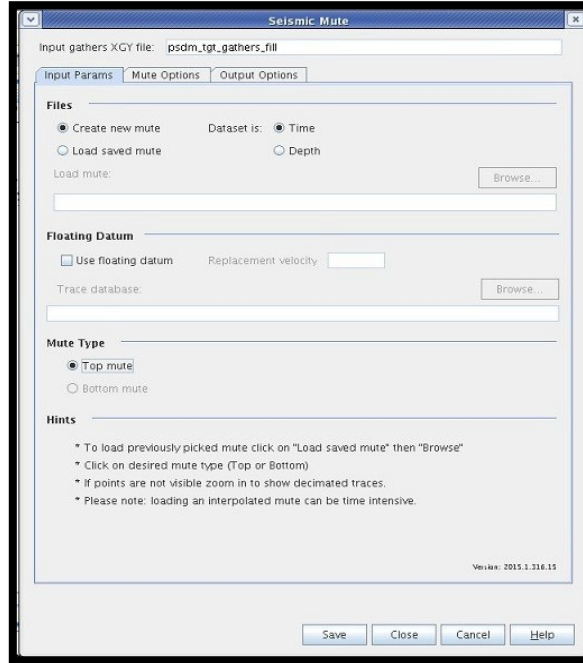 Seismic Mute
Input gathers XGY file: psdm_tgt_gathers_fill
Input Params Mute Options Output Options
Files
Create new mute Dataset is: Time
Load saved mute Depth
Load mute:
Browse...
Floating Datum
Use floating datum Replacement velocity
Trace database:
Browse...
Mute Type
Top mute
Bottom mute
Hints
* To load previously picked mute click on "Load saved mute" then "Browse"
* Click on desired mute type (Top or Bottom)
* If points are not visible zoom in to show decimated traces.
* Please note: loading an interpolated mute can be time intensive.
Version: 2015.1.316.15
Save Close Cancel Help